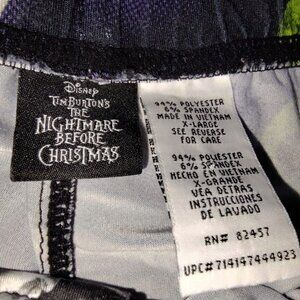 Disney
Tim Burton's
THE
NIGHTMARE
BEFORE
CHRISTMAS
94% POLYESTER
6% SPANDEX
MADE IN VIETNAM
X-LARGE
SEE REVERSE
FOR CARE
94% POLIESTER
6% SPANDEX
HECHO EN VIETNAM
X-GRANDE
VEA DETRAS
INSTRUCCIONES
DE LAVADO
RN# 82457
UPC#714147444923